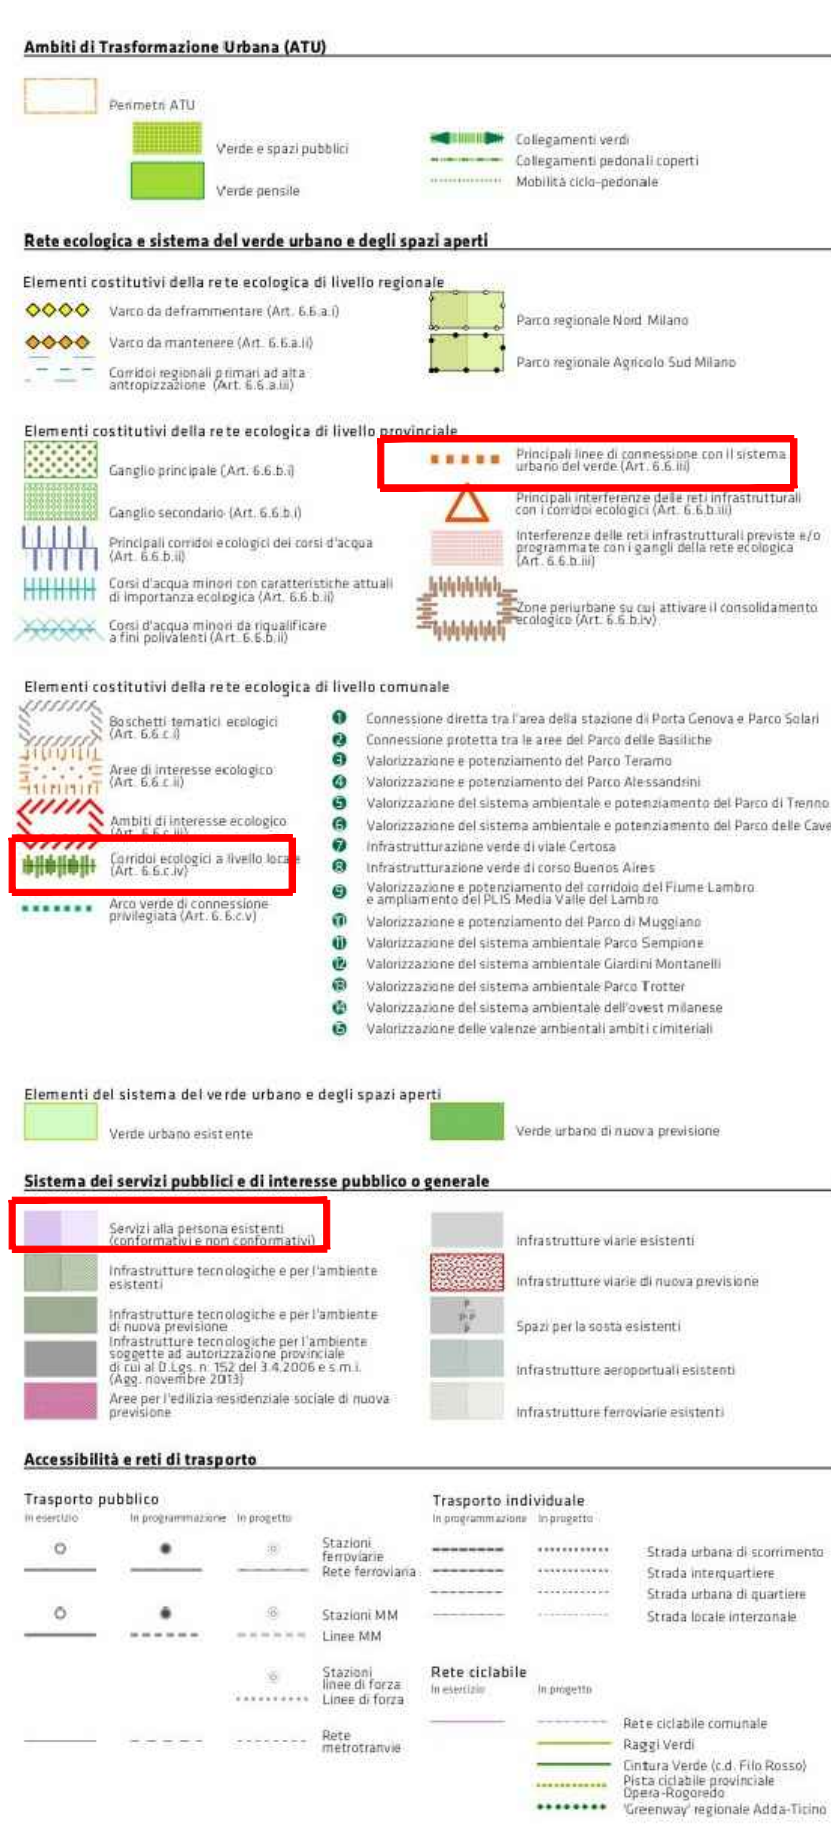 Ambiti di Trasformazione Urbana (ATU)
Perimetri ATU
Verde e spazi pubblici
Verde pensile
Collegamenti verdi
Collegamenti pedonali coperti
Mobilità ciclo-pedonale
Rete ecologica e sistema del verde urbano e degli spazi aperti
Elementi costitutivi della rete ecologica di livello regionale
Varco da deframmentare (Art. 6.6.a.i)
Varco da mantenere (Art. 6.6.a.ii)
Corridoi regionali primari ad alta
antropizzazione (Art. 6.6.a.iii)
Parco regionale Nord Milano
Parco regionale Agricolo Sud Milano
Elementi costitutivi della rete ecologica di livello provinciale
Ganglio principale (Art. 6.6.b.i)
Ganglio secondario (Art. 6.6.b.i)
Principali corridoi ecologici dei corsi d'acqua
(Art. 6.6.b.ii)
Corsi d'acqua minori con caratteristiche attuali
di importanza ecologica (Art. 6.6.b.ii)
Corsi d'acqua minori da riqualificare
a fini polivalenti (Art. 6.6.b.ii)
Principali linee di connessione con il sistema
urbano del verde (Art. 6.6.iii)
Principali interferenze delle reti infrastrutturali
con i corridoi ecologici (Art. 6.6.b.iii)
Interferenze delle reti infrastrutturali previste e/o
programmate con i gangli della rete ecologica
(Art. 6.6.b.iii)
Zone periurbane su cui attivare il consolidamento
ecologico (Art. 6.6.b.iv)
Elementi costitutivi della rete ecologica di livello comunale
Boschetti tematici ecologici
(Art. 6.6.c.i)
Aree di interesse ecologico
(Art. 6.6.c.ii)
Ambiti di interesse ecologico
(Art. 6.6.c.iii)
Corridoi ecologici a livello locale
(Art. 6.6.c.iv)
Arco verde di connessione
privilegiata (Art. 6.6.c.v)
1 Connessione diretta tra l'area della stazione di Porta Genova e Parco Solari
2 Connessione protetta tra le aree del Parco delle Basiliche
3 Valorizzazione e potenziamento del Parco Teramo
4 Valorizzazione e potenziamento del Parco Alessandrini
5 Valorizzazione del sistema ambientale e potenziamento del Parco di Trenno
6 Valorizzazione del sistema ambientale e potenziamento del Parco delle Cave
7 Infrastrutturazione verde di viale Certosa
8 Infrastrutturazione verde di corso Buenos Aires
9 Valorizzazione e potenziamento del corridoio del Fiume Lambro
e ampliamento del PLIS Media Valle del Lambro
10 Valorizzazione e potenziamento del Parco di Muggiano
11 Valorizzazione del sistema ambientale Parco Sempione
12 Valorizzazione del sistema ambientale Giardini Montanelli
13 Valorizzazione del sistema ambientale Parco Trotter
14 Valorizzazione del sistema ambientale dell'ovest milanese
15 Valorizzazione delle valenze ambientali ambiti cimiteriali
Elementi del sistema del verde urbano e degli spazi aperti
Verde urbano esistente
Verde urbano di nuova previsione
Sistema dei servizi pubblici e di interesse pubblico o generale
Servizi alla persona esistenti
(conformativi e non conformativi)
Infrastrutture tecnologiche e per l'ambiente
esistenti
Infrastrutture tecnologiche e per l'ambiente
di nuova previsione
Infrastrutture tecnologiche per l'ambiente
soggette ad autorizzazione provinciale
di cui al D.Lgs. n. 152 del 3.4.2006 e s.m.i.
(Agg. novembre 2013)
Aree per l'edilizia residenziale sociale di nuova
previsione
Infrastrutture viarie esistenti
Infrastrutture viarie di nuova previsione
P
P P
P
Spazi per la sosta esistenti
Infrastrutture aeroportuali esistenti
Infrastrutture ferroviarie esistenti
Accessibilità e reti di trasporto
Trasporto pubblico
In esercizio In programmazione In progetto
Stazioni
ferroviarie
Rete ferroviaria
Stazioni MM
Linee MM
Stazioni
linee di forza
Linee di forza
Rete
metrotranvie
Trasporto individuale
In programmazione In progetto
Strada urbana di scorrimento
Strada interquartiere
Strada urbana di quartiere
Strada locale interzonale
Rete ciclabile
In esercizio In progetto
Rete ciclabile comunale
Raggi Verdi
Cintura Verde (c.d. Filo Rosso)
Pista ciclabile provinciale
Opera-Rogoredo
'Greenway' regionale Adda-Ticino